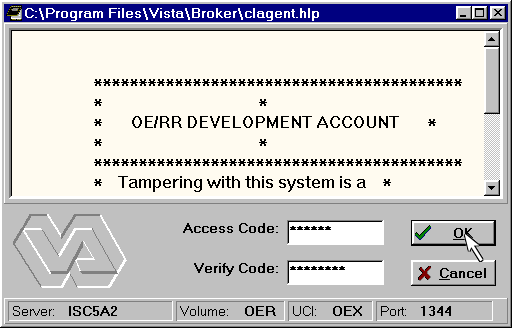 C:\Program Files\Vista\Broker\clagent.hlp
*****************************************
* *
* OE/RR DEVELOPMENT ACCOUNT *
* *
*****************************************
* Tampering with this system is a *
Access Code: ******
OK
Verify Code: ********
Cancel
VA
Server: ISC5A2 Volume: OER UCI: OEX Port: 1344